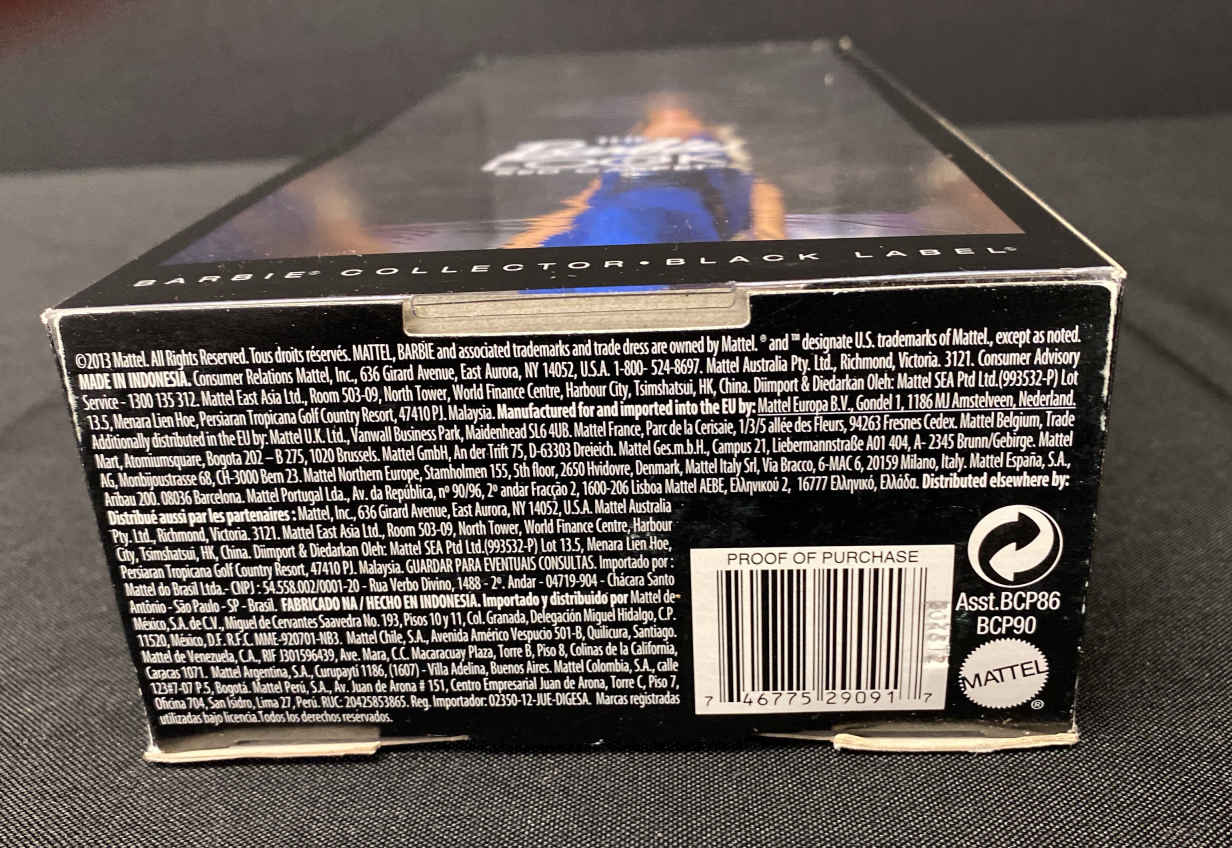 BARBIE® COLLECTOR • BLACK LABEL®
©2013 Mattel. All Rights Reserved. Tous droits réservés. MATTEL, BARBIE and associated trademarks and trade dress are owned by Mattel. ® and ™ designate U.S. trademarks of Mattel, except as noted.
MADE IN INDONESIA. Consumer Relations Mattel, Inc., 636 Girard Avenue, East Aurora, NY 14052, U.S.A. 1-800- 524-8697. Mattel Australia Pty. Ltd., Richmond, Victoria. 3121. Consumer Advisory
Service - 1300 135 312. Mattel East Asia Ltd., Room 503-09, North Tower, World Finance Centre, Harbour City, Tsimshatsui, HK, China. Diimport & Diedarkan Oleh: Mattel SEA Ptd Ltd.(993532-P) Lot
13.5, Menara Lien Hoe, Persiaran Tropicana Golf Country Resort, 47410 PJ. Malaysia. Manufactured for and imported into the EU by: Mattel Europa B.V., Gondel 1, 1186 MJ Amstelveen, Nederland.
Additionally distributed in the EU by: Mattel U.K. Ltd., Vanwall Business Park, Maidenhead SL6 4UB. Mattel France, Parc de la Cerisaie, 1/3/5 allée des Fleurs, 94263 Fresnes Cedex. Mattel Belgium, Trade
Mart, Atomiumsquare, Bogota 202 – B 275, 1020 Brussels. Mattel GmbH, An der Trift 75, D-63303 Dreieich. Mattel Ges.m.b.H., Campus 21, Liebermannstraße A01 404, A- 2345 Brunn/Gebirge. Mattel
AG, Monbijoustrasse 68, CH-3000 Bern 23. Mattel Northern Europe, Stamholmen 155, 5th floor, 2650 Hvidovre, Denmark, Mattel Italy Srl, Via Bracco, 6-MAC 6, 20159 Milano, Italy. Mattel España, S.A.,
Aribau 200. 08036 Barcelona. Mattel Portugal Lda., Av. da República, nº 90/96, 2º andar Fracção 2, 1600-206 Lisboa Mattel AEBE, Ελληνικού 2, 16777 Ελληνικό, Ελλάδα. Distributed elsewhere by:
Distribué aussi par les partenaires : Mattel, Inc., 636 Girard Avenue, East Aurora, NY 14052, U.S.A. Mattel Australia
Pty. Ltd., Richmond, Victoria. 3121. Mattel East Asia Ltd., Room 503-09, North Tower, World Finance Centre, Harbour
City, Tsimshatsui, HK, China. Diimport & Diedarkan Oleh: Mattel SEA Ptd Ltd.(993532-P) Lot 13.5, Menara Lien Hoe,
Persiaran Tropicana Golf Country Resort, 47410 PJ. Malaysia. GUARDAR PARA EVENTUAIS CONSULTAS. Importado por :
Mattel do Brasil Ltda.- CNPJ : 54.558.002/0001-20 - Rua Verbo Divino, 1488 - 2º. Andar - 04719-904 - Chácara Santo
Antônio - São Paulo - SP - Brasil. FABRICADO NA / HECHO EN INDONESIA. Importado y distribuido por Mattel de
México, S.A. de C.V., Miguel de Cervantes Saavedra No. 193, Pisos 10 y 11, Col. Granada, Delegación Miguel Hidalgo, C.P.
11520, México, D.F. R.F.C. MME-920701-NB3. Mattel Chile, S.A., Avenida Américo Vespucio 501-B, Quilicura, Santiago.
Mattel de Venezuela, C.A., RIF J301596439, Ave. Mara, C.C. Macaracuay Plaza, Torre B, Piso 8, Colinas de la California,
Caracas 1071. Mattel Argentina, S.A., Curupaytí 1186, (1607) - Villa Adelina, Buenos Aires. Mattel Colombia, S.A., calle
123#7-07 P.5, Bogotá. Mattel Perú, S.A., Av. Juan de Arona # 151, Centro Empresarial Juan de Arona, Torre C, Piso 7,
Oficina 704, San Isidro, Lima 27, Perú. RUC: 20425853865. Reg. Importador: 02350-12-JUE-DIGESA. Marcas registradas
utilizadas bajo licencia.Todos los derechos reservados.
PROOF OF PURCHASE
7 46775 29091 7
Asst.BCP86
BCP90
MATTEL
®